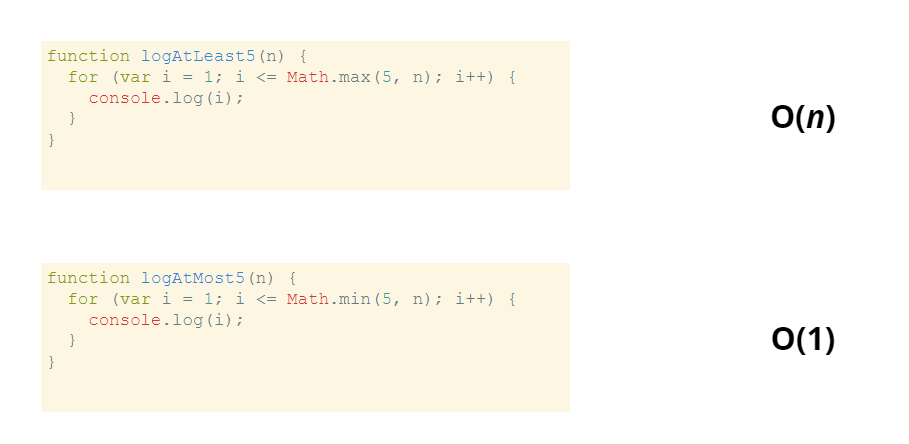 function logAtLeast5(n) {
  for (var i = 1; i <= Math.max(5, n); i++) {
    console.log(i);
  }
}
O(n)
function logAtMost5(n) {
  for (var i = 1; i <= Math.min(5, n); i++) {
    console.log(i);
  }
}
O(1)